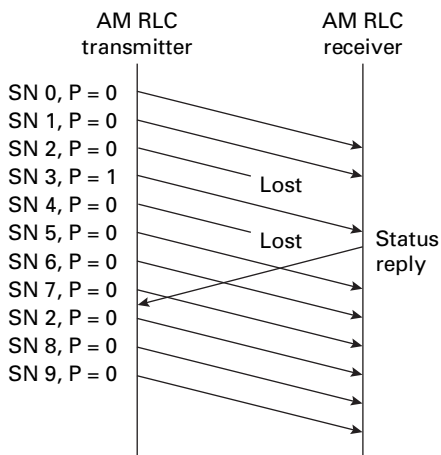 AM RLC
transmitter
AM RLC
receiver
SN 0, P = 0
SN 1, P = 0
SN 2, P = 0
SN 3, P = 1
SN 4, P = 0
SN 5, P = 0
SN 6, P = 0
SN 7, P = 0
SN 2, P = 0
SN 8, P = 0
SN 9, P = 0
Lost
Lost
Status
reply